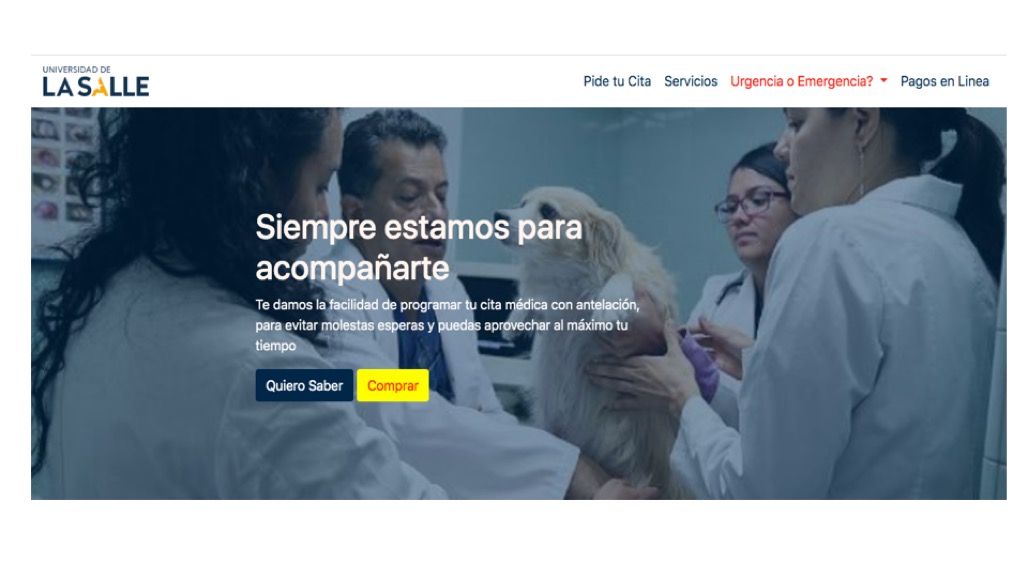 UNIVERSIDAD DE
LA SALLE
Pide tu Cita Servicios Urgencia o Emergencia? Pagos en Linea
Siempre estamos para
acompañarte
Te damos la facilidad de programar tu cita médica con antelación,
para evitar molestas esperas y puedas aprovechar al máximo tu
tiempo
Quiero Saber Comprar